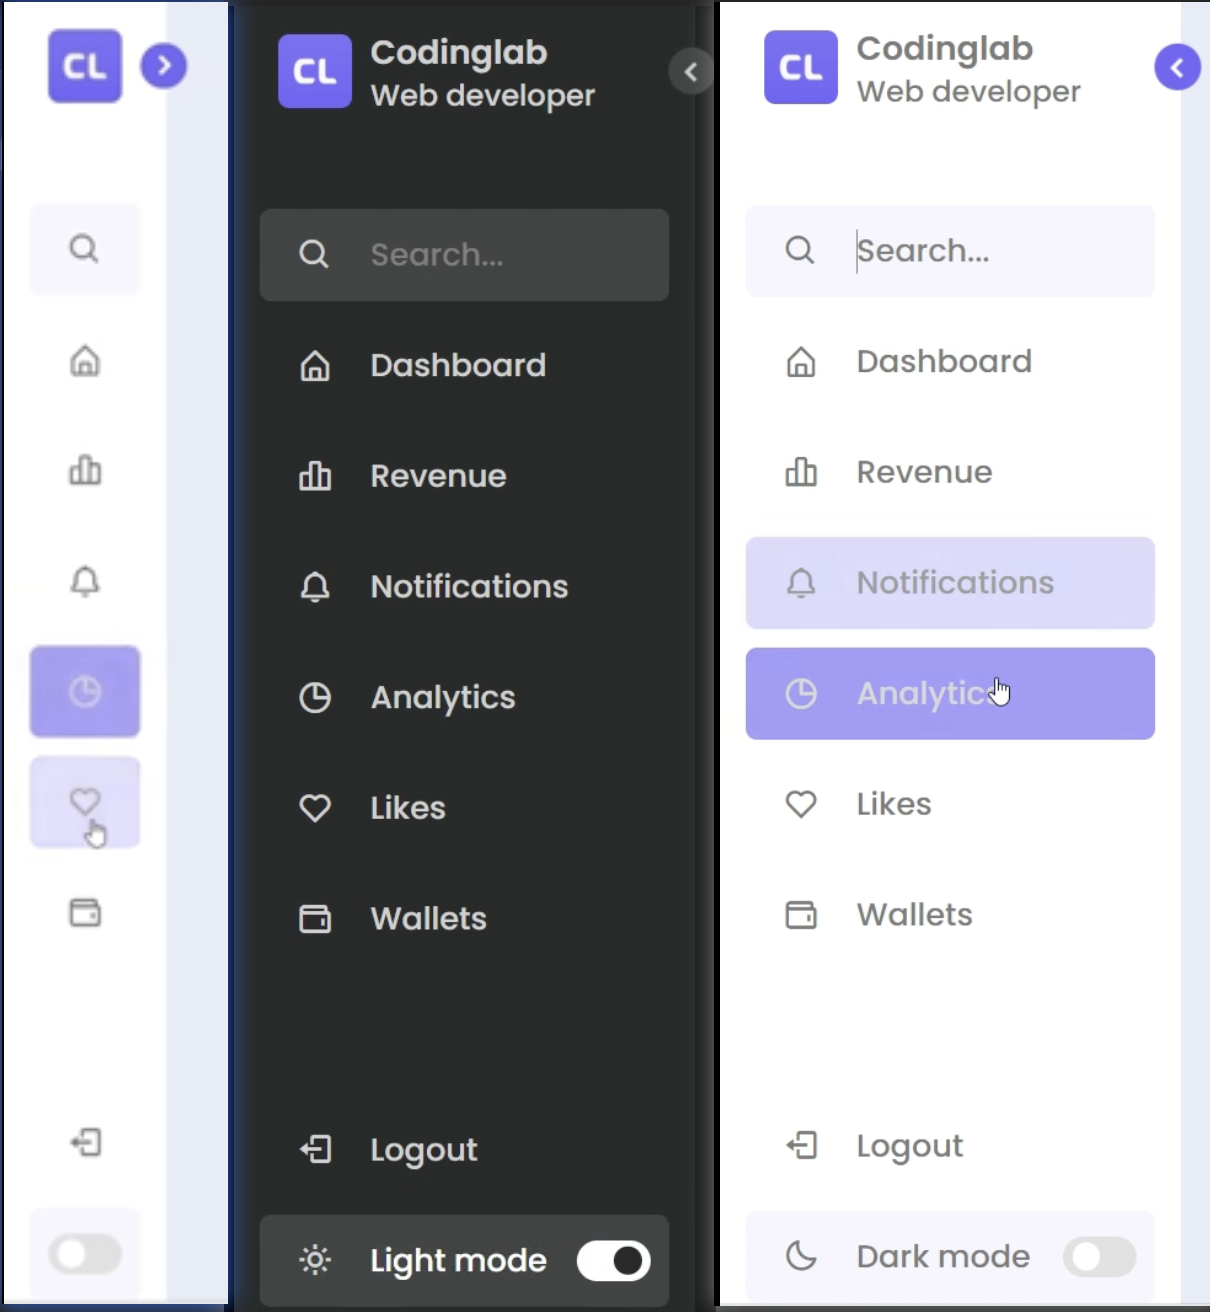 CL
CL
Codinglab
Web developer
Search...
Dashboard
Revenue
Notifications
Analytics
Likes
Wallets
Logout
Light mode
CL
Codinglab
Web developer
Search...
Dashboard
Revenue
Notifications
Analytics
Likes
Wallets
Logout
Dark mode